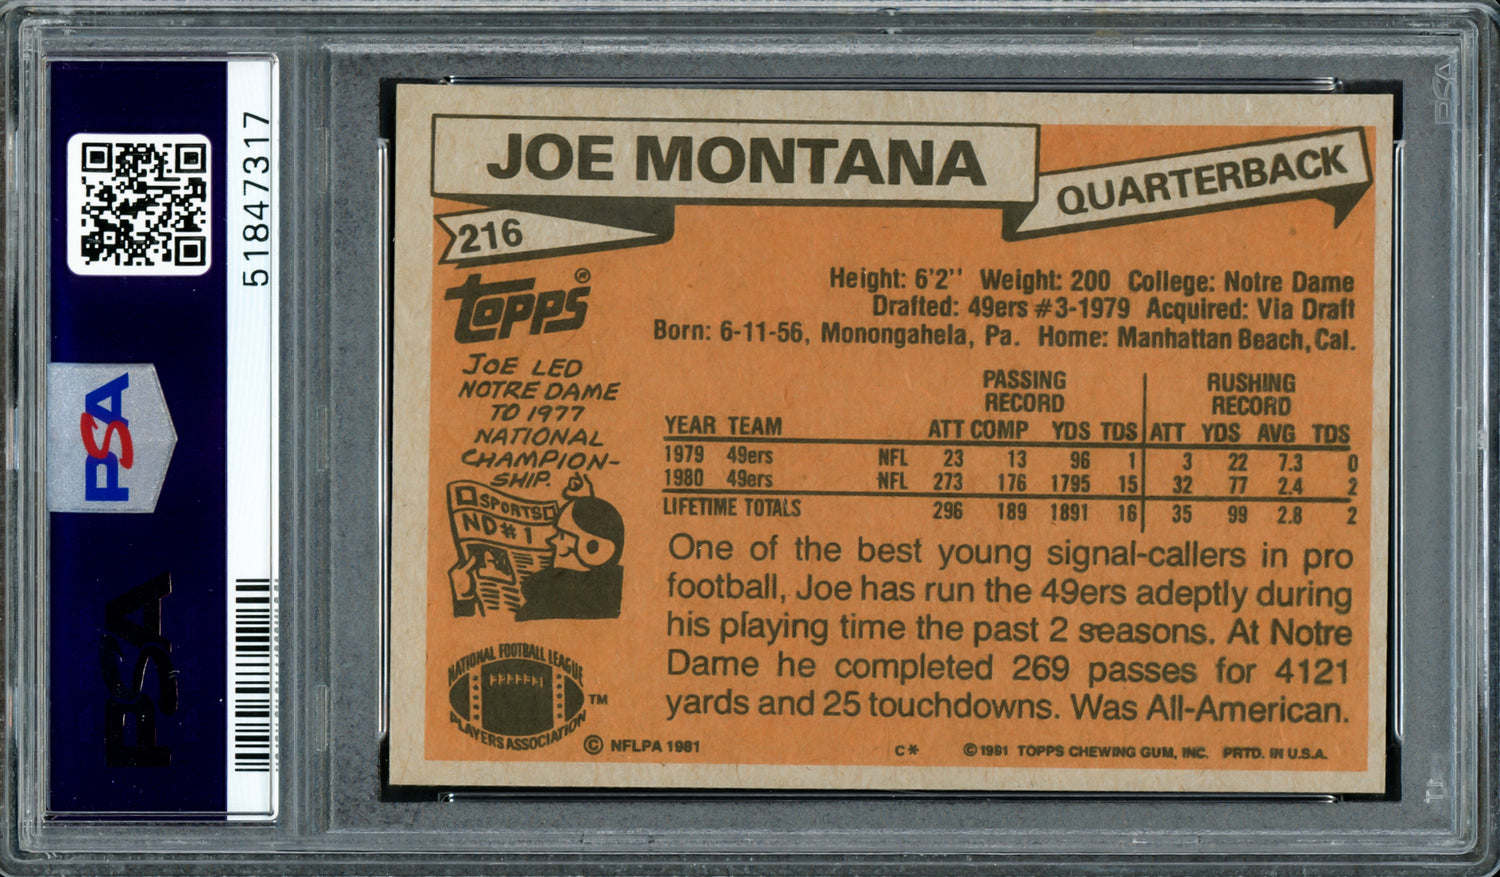 51847317
PSA
PSA
PSA
JOE MONTANA
QUARTERBACK
216
TOPPS®
Height: 6'2'' Weight: 200 College: Notre Dame
Drafted: 49ers #3-1979 Acquired: Via Draft
Born: 6-11-56, Monongahela, Pa. Home: Manhattan Beach, Cal.
JOE LED
NOTRE DAME
TO 1977
NATIONAL
CHAMPION-
SHIP.
SPORTS
ND#1
PASSING RUSHING
RECORD RECORD
YEAR TEAM ATT COMP YDS TDS ATT YDS AVG TDS
1979 49ers NFL 23 13 96 1 3 22 7.3 0
1980 49ers NFL 273 176 1795 15 32 77 2.4 2
LIFETIME TOTALS 296 189 1891 16 35 99 2.8 2
One of the best young signal-callers in pro
football, Joe has run the 49ers adeptly during
his playing time the past 2 seasons. At Notre
Dame he completed 269 passes for 4121
yards and 25 touchdowns. Was All-American.
NATIONAL FOOTBALL LEAGUE
PLAYERS ASSOCIATION
™
© NFLPA 1981
C*
© 1981 TOPPS CHEWING GUM, INC. PRTD. IN U.S.A.